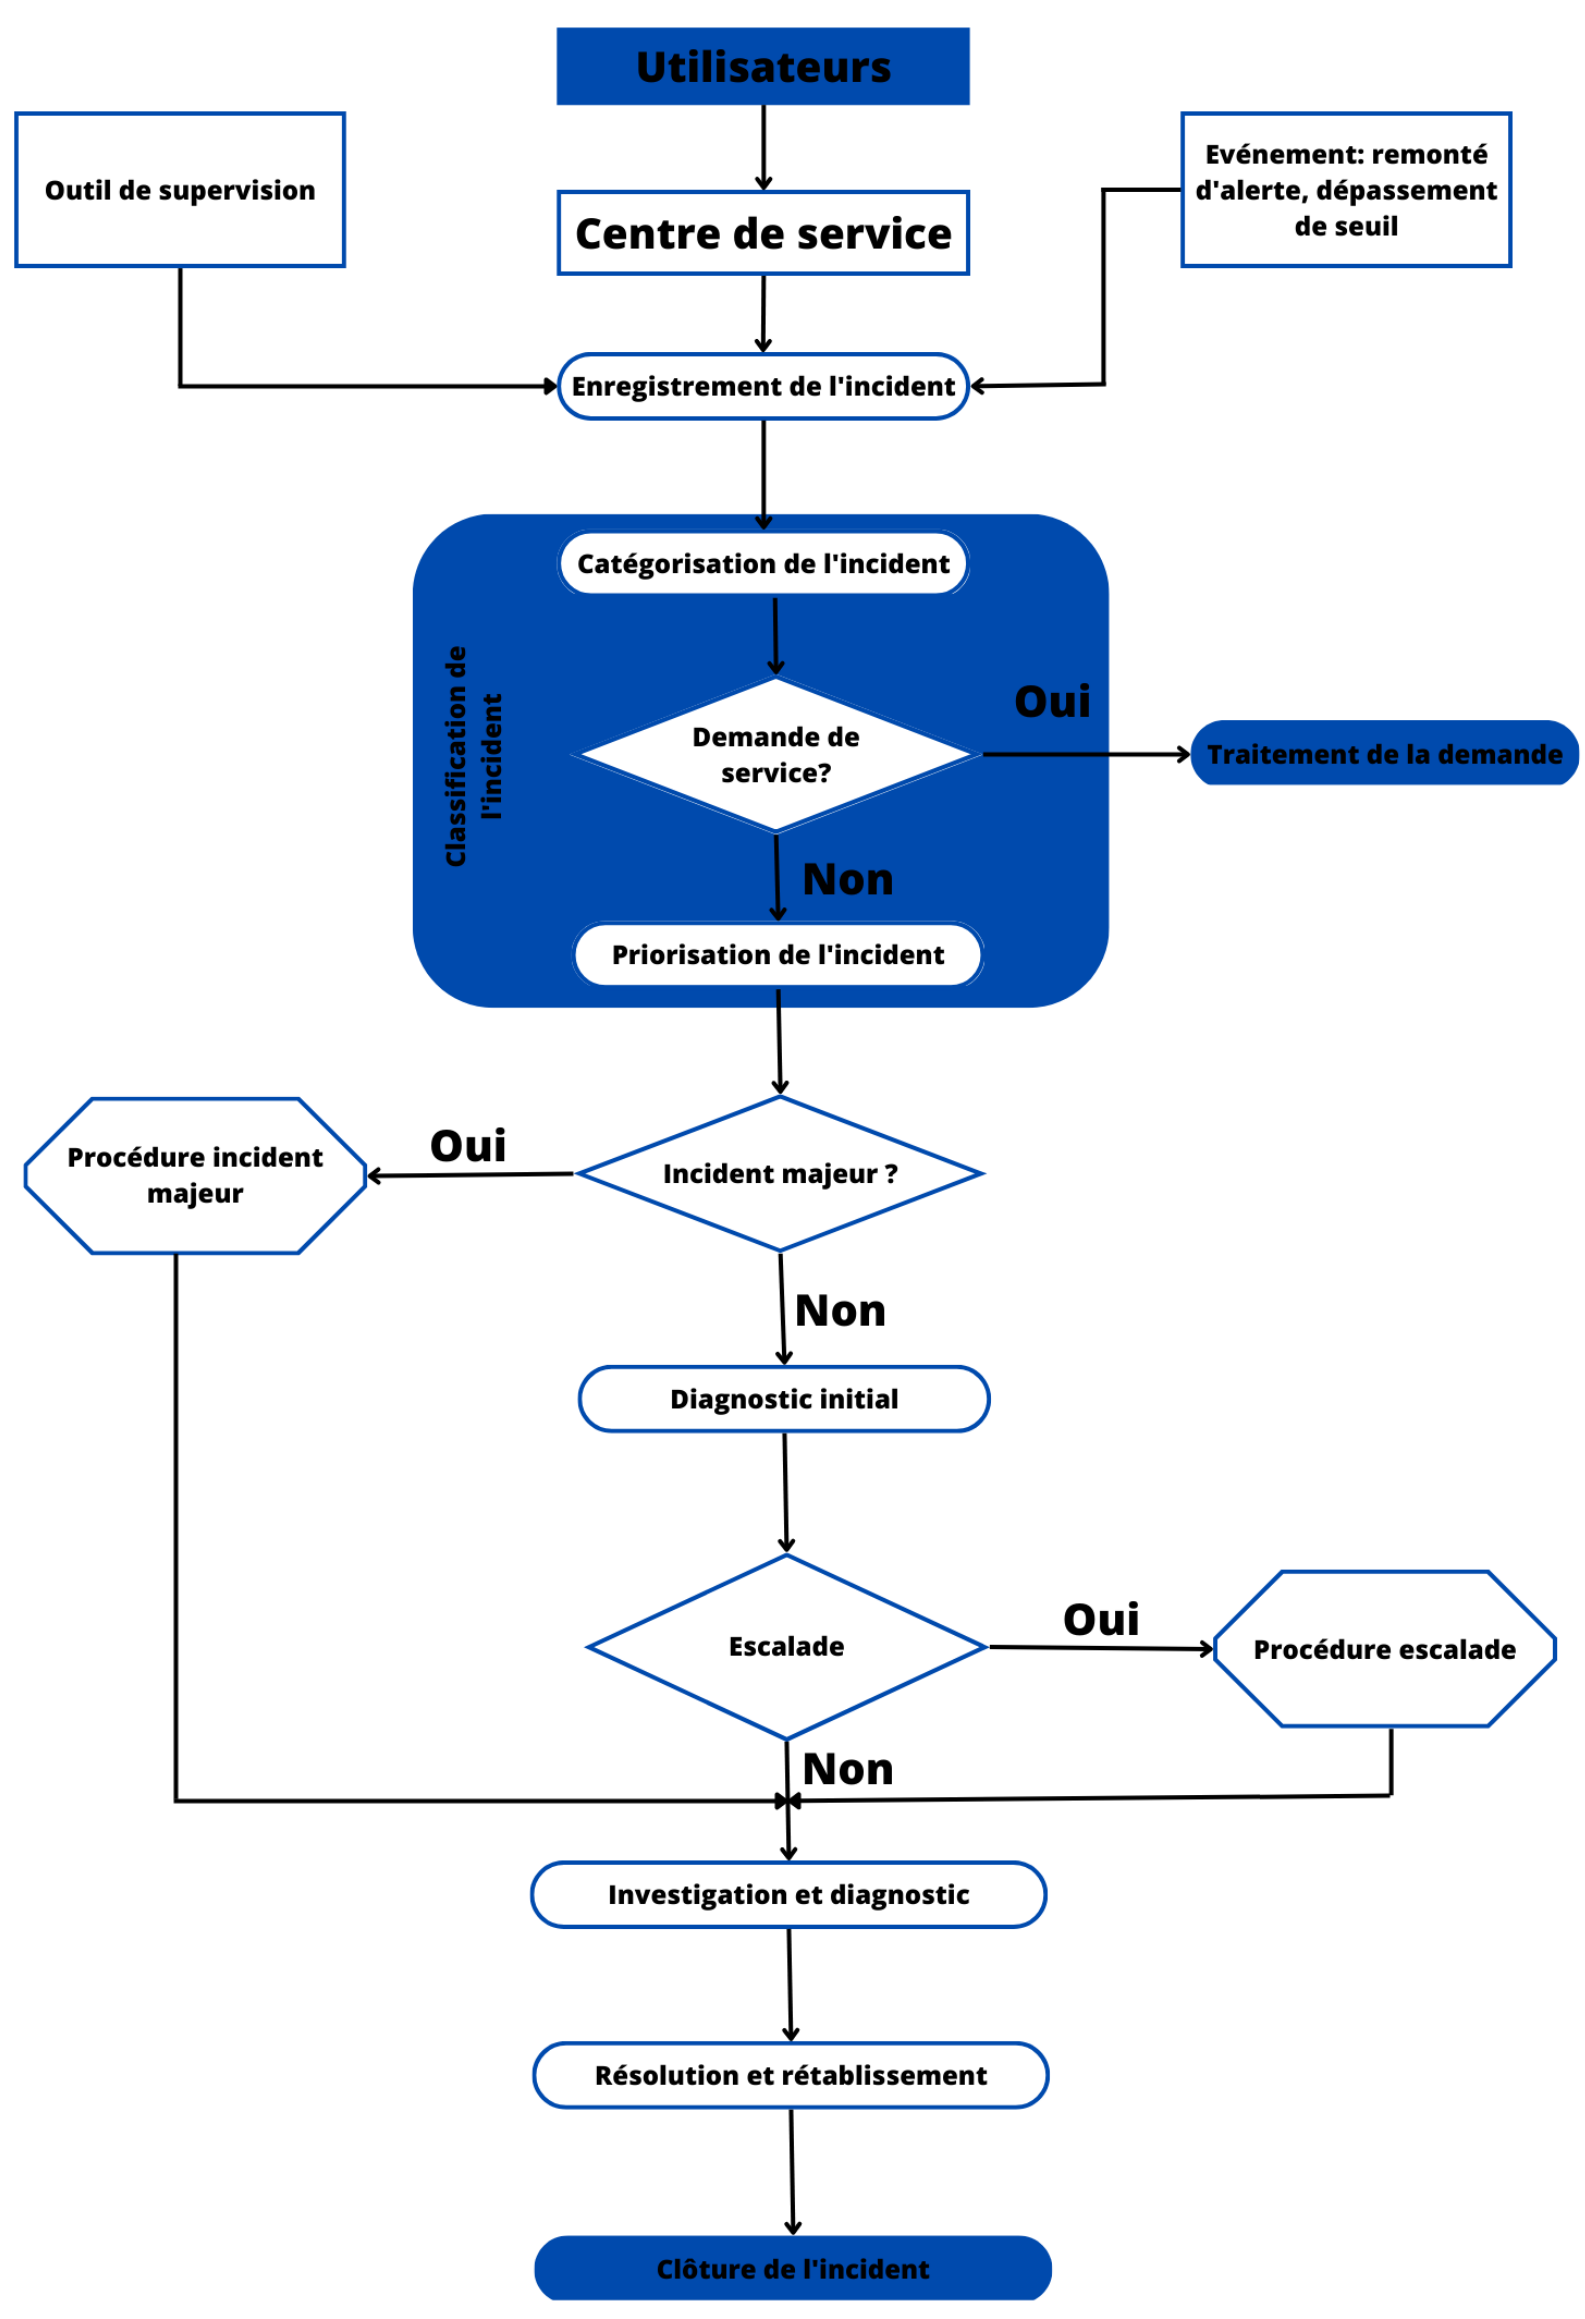 Utilisateurs
Outil de supervision
Evénement: remonté
d'alerte, dépassement
de seuil
Centre de service
Enregistrement de l'incident
Catégorisation de l'incident
Classification de
l'incident
Demande de
service?
Oui
Traitement de la demande
Non
Priorisation de l'incident
Procédure incident
majeur
Oui
Incident majeur ?
Non
Diagnostic initial
Escalade
Oui
Procédure escalade
Non
Investigation et diagnostic
Résolution et rétablissement
Clôture de l'incident